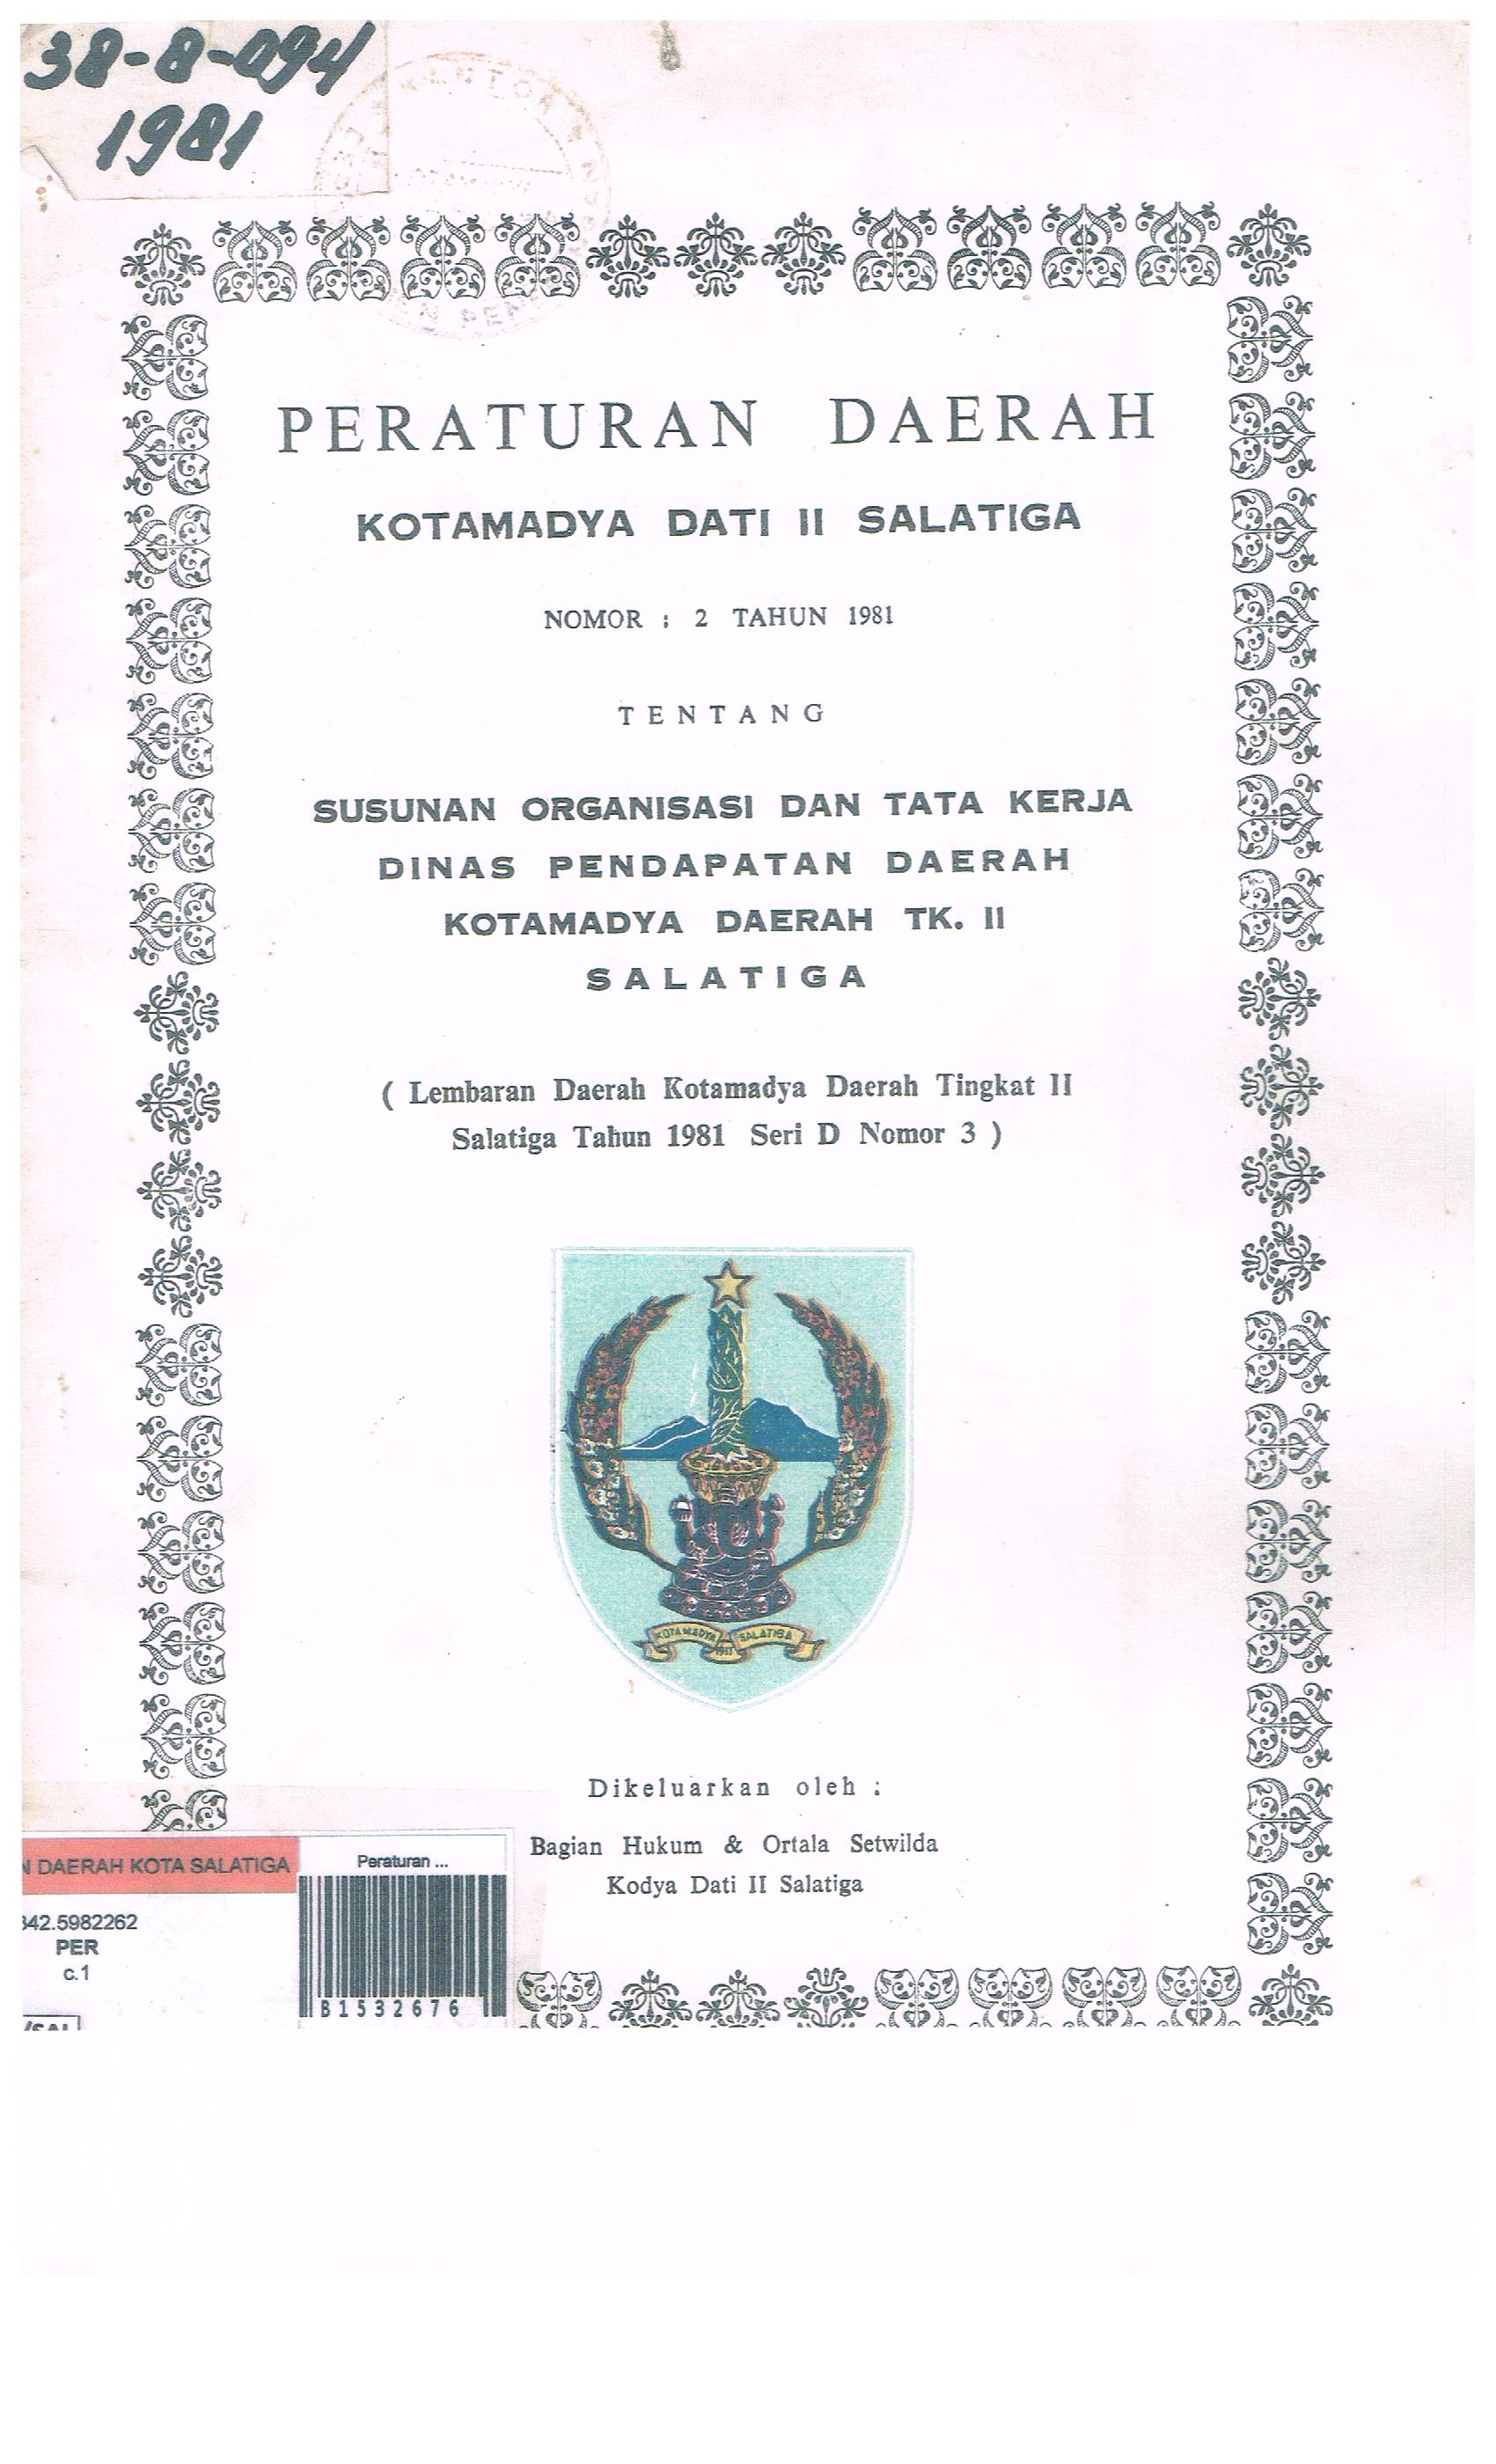 38-8-094
1981
PERATURAN DAERAH
KOTAMADYA DATI II SALATIGA
NOMOR : 2 TAHUN 1981
TENTANG
SUSUNAN ORGANISASI DAN TATA KERJA
DINAS PENDAPATAN DAERAH
KOTAMADYA DAERAH TK. II
SALATIGA
( Lembaran Daerah Kotamadya Daerah Tingkat II
Salatiga Tahun 1981 Seri D Nomor 3 )
KOTAMADYA SALATIGA
Dikeluarkan oleh :
Bagian Hukum & Ortala Setwilda
Kodya Dati II Salatiga
N DAERAH KOTA SALATIGA
Peraturan ...
342.5982262
PER
c.1
B1532676
/SAL